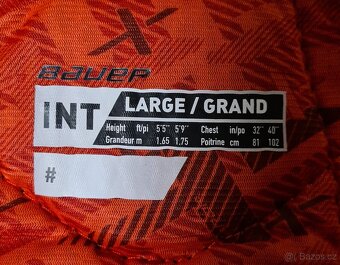 BAUER
INT LARGE / GRAND
Height ft/pi 5'5" 5'9" Chest in/po 32" 40"
Grandeur m 1.65 1.75 Poitrine cm 81 102
#
Bazos.cz